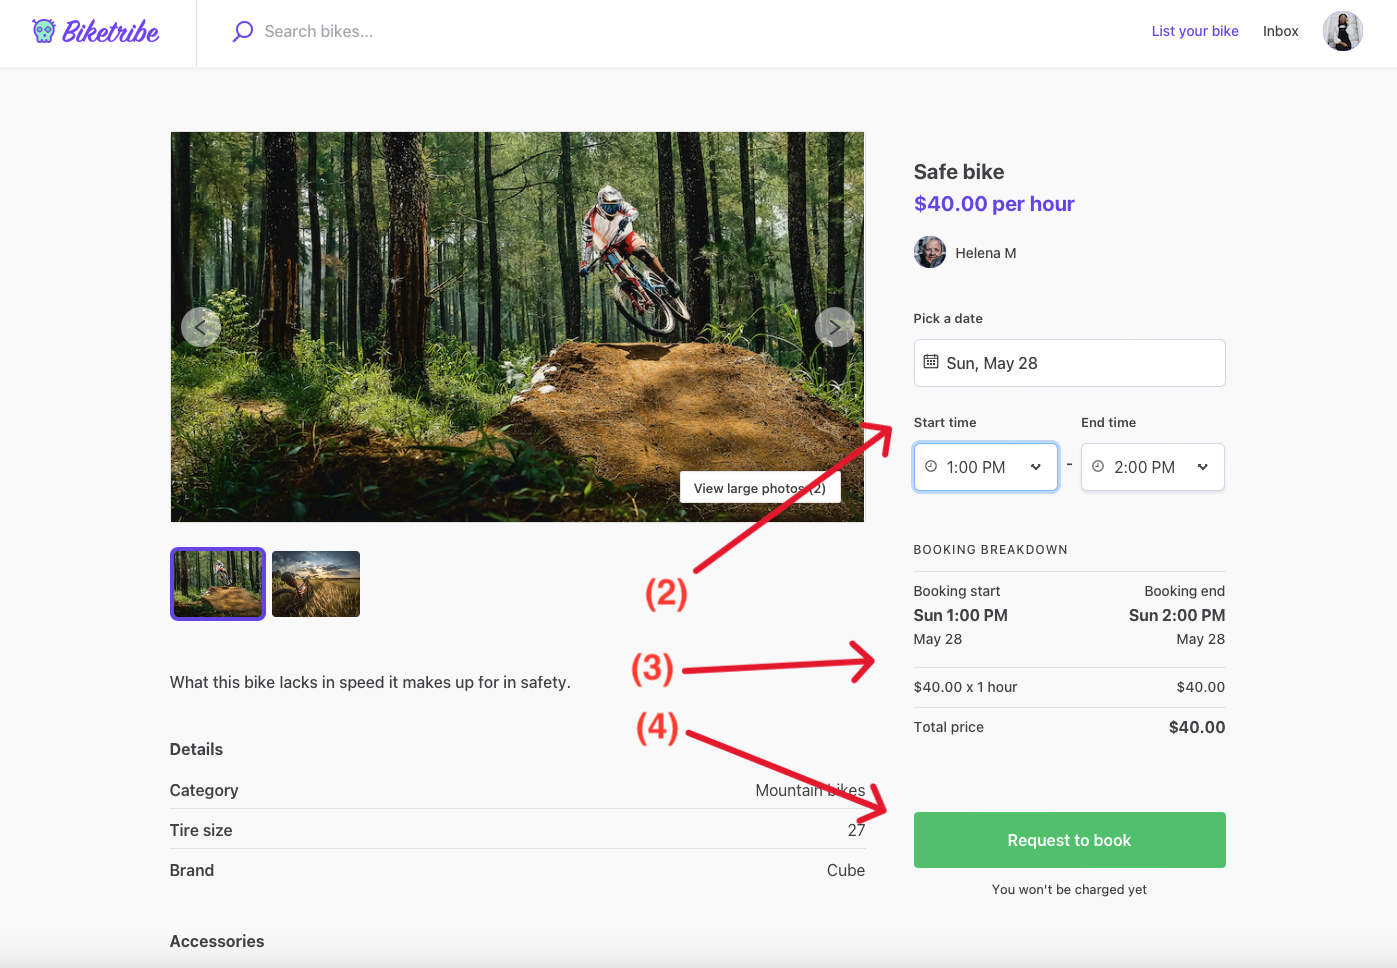 Biketribe
Search bikes...
List your bike
Inbox
View large photos (2)
Safe bike
$40.00 per hour
Helena M
Pick a date
Sun, May 28
Start time
End time
1:00 PM
-
2:00 PM
(2)
(3)
(4)
BOOKING BREAKDOWN
Booking start
Booking end
Sun 1:00 PM
Sun 2:00 PM
May 28
May 28
$40.00 x 1 hour
$40.00
Total price
$40.00
Request to book
You won't be charged yet
What this bike lacks in speed it makes up for in safety.
Details
Category
Mountain bikes
Tire size
27
Brand
Cube
Accessories